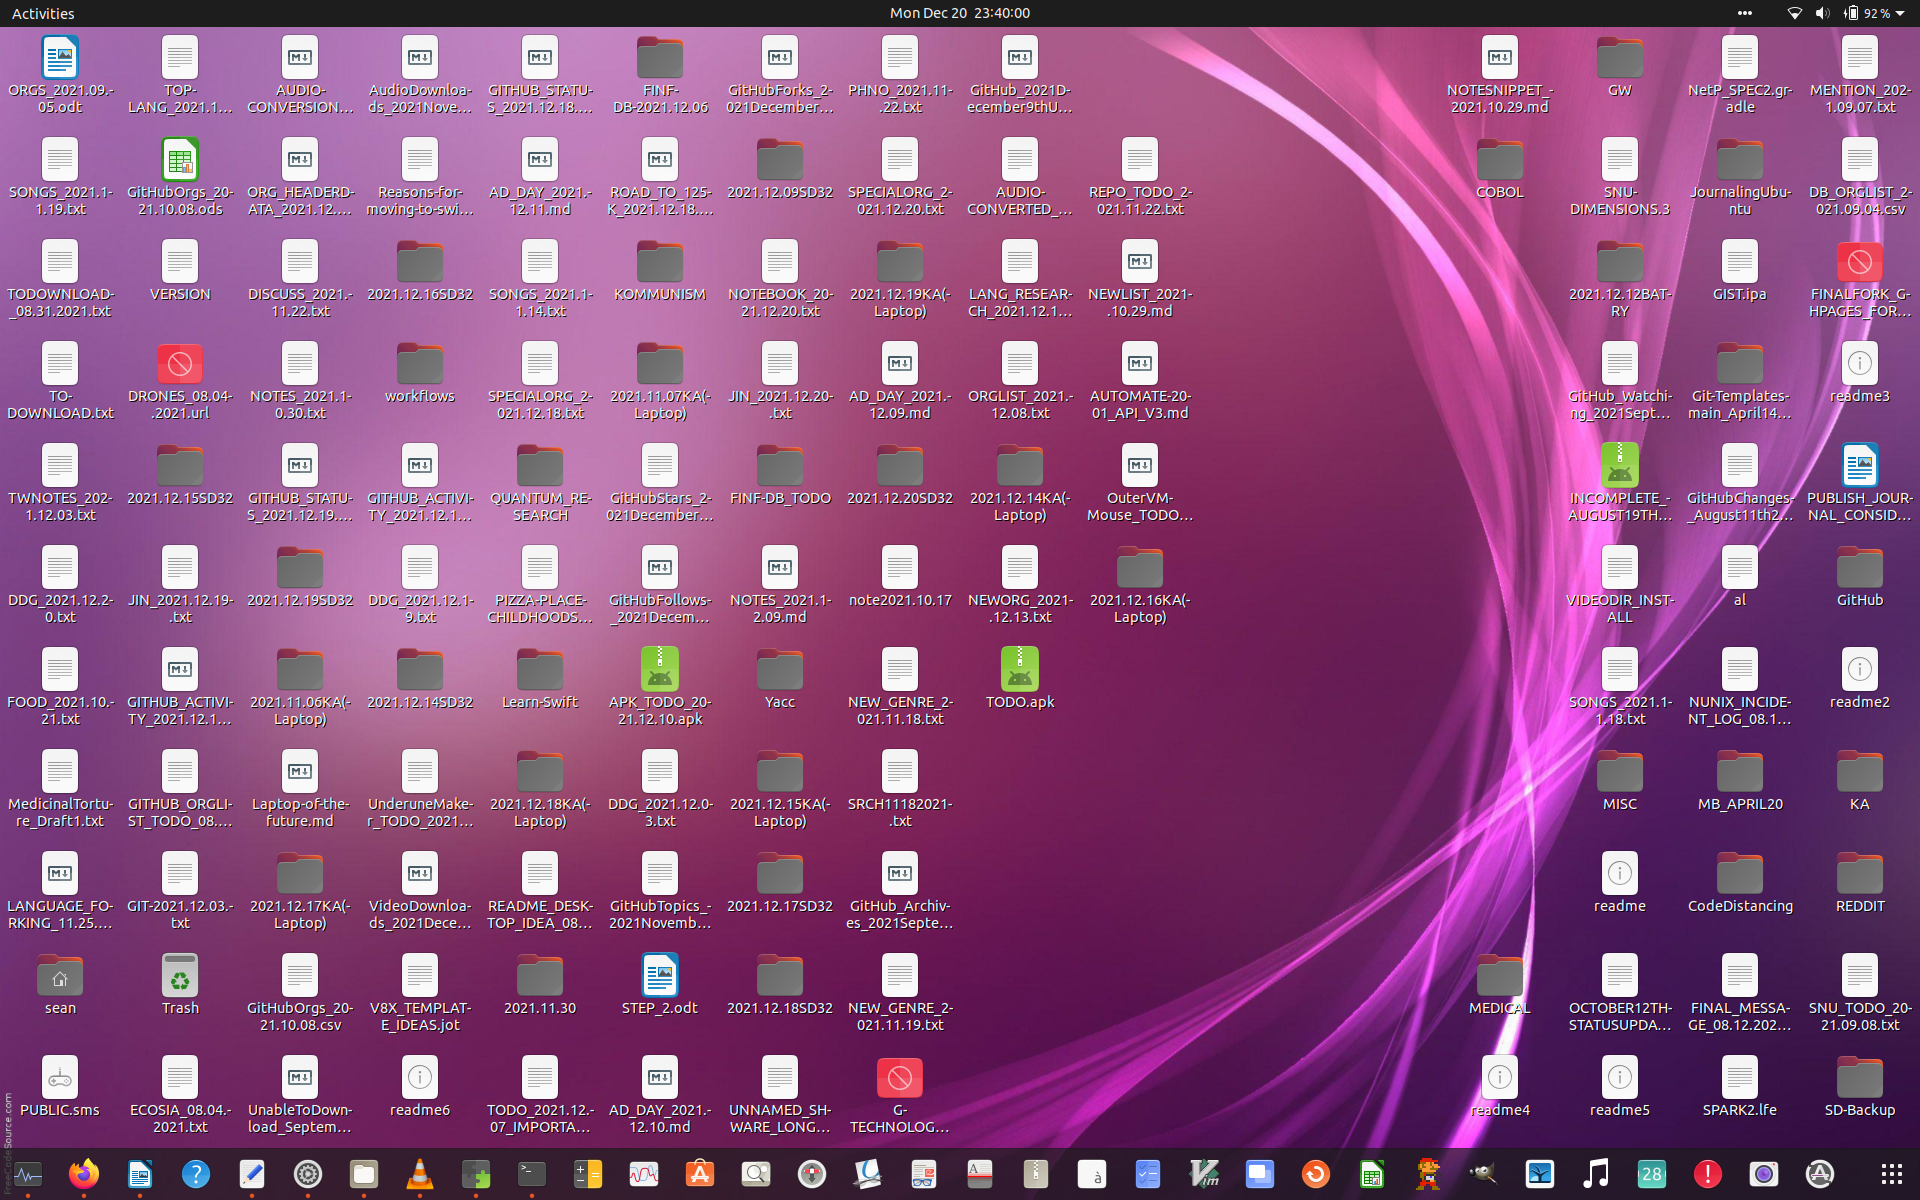 Activities
Mon Dec 20 23:40:00
92 %
ORGS_2021.09.-
05.odt
TOP-
LANG_2021.1...
AUDIO-
CONVERSION...
AudioDownloa-
ds_2021Nove...
GITHUB_STATU-
S_2021.12.18....
FINF-
DB-2021.12.06
GitHubForks_2-
021December...
PHNO_2021.11-
.22.txt
GitHub_2021D-
ecember9thU...
NOTESNIPPET_-
2021.10.29.md
GW
NetP_SPEC2.gr-
adle
MENTION_202-
1.09.07.txt
SONGS_2021.1-
1.19.txt
GitHubOrgs_20-
21.10.08.ods
ORG_HEADERD-
ATA_2021.12....
Reasons-for-
moving-to-swi...
AD_DAY_2021.-
12.11.md
ROAD_TO_125-
K_2021.12.18....
2021.12.09SD32
SPECIALORG_2-
021.12.20.txt
AUDIO-
CONVERTED_...
REPO_TODO_2-
021.11.22.txt
COBOL
SNU-
DIMENSIONS.3
JournalingUbu-
ntu
DB_ORGLIST_2-
021.09.04.csv
TODOWNLOAD-
_08.31.2021.txt
VERSION
DISCUSS_2021.-
11.22.txt
2021.12.16SD32
SONGS_2021.1-
1.14.txt
KOMMUNISM
NOTEBOOK_20-
21.12.20.txt
2021.12.19KA(-
Laptop)
LANG_RESEAR-
CH_2021.12.1...
NEWLIST_2021-
.10.29.md
2021.12.12BAT-
RY
GIST.ipa
FINALFORK_G-
HPAGES_FOR...
TO-
DOWNLOAD.txt
DRONES_08.04-
.2021.url
NOTES_2021.1-
0.30.txt
workflows
SPECIALORG_2-
021.12.18.txt
2021.11.07KA(-
Laptop)
JIN_2021.12.20-
.txt
AD_DAY_2021.-
12.09.md
ORGLIST_2021.-
12.08.txt
AUTOMATE-20-
01_API_V3.md
GitHub_Watchi-
ng_2021Sept...
Git-Templates-
main_April14...
readme3
TWNOTES_202-
1.12.03.txt
2021.12.15SD32
GITHUB_STATU-
S_2021.12.19....
GITHUB_ACTIVI-
TY_2021.12.1...
QUANTUM_RE-
SEARCH
GitHubStars_2-
021December...
FINF-DB_TODO
2021.12.20SD32
2021.12.14KA(-
Laptop)
OuterVM-
Mouse_TODO...
INCOMPLETE_-
AUGUST19TH...
GitHubChanges-
_August11th2...
PUBLISH_JOUR-
NAL_CONSID...
DDG_2021.12.2-
0.txt
JIN_2021.12.19-
.txt
2021.12.19SD32
DDG_2021.12.1-
9.txt
PIZZA-PLACE-
CHILDHOODS...
GitHubFollows-
_2021Decem...
NOTES_2021.1-
2.09.md
note2021.10.17
NEWORG_2021-
.12.13.txt
2021.12.16KA(-
Laptop)
VIDEODIR_INST-
ALL
al
GitHub
FOOD_2021.10.-
21.txt
GITHUB_ACTIVI-
TY_2021.12.1...
2021.11.06KA(-
Laptop)
2021.12.14SD32
Learn-Swift
APK_TODO_20-
21.12.10.apk
Yacc
NEW_GENRE_2-
021.11.18.txt
TODO.apk
SONGS_2021.1-
1.18.txt
NUNIX_INCIDE-
NT_LOG_08.1...
readme2
MedicinalTortu-
re_Draft1.txt
GITHUB_ORGLI-
ST_TODO_08....
Laptop-of-the-
future.md
UnderuneMake-
r_TODO_2021...
2021.12.18KA(-
Laptop)
DDG_2021.12.0-
3.txt
2021.12.15KA(-
Laptop)
SRCH11182021-
.txt
MISC
MB_APRIL20
KA
LANGUAGE_FO-
RKING_11.25....
GIT-2021.12.03.-
txt
2021.12.17KA(-
Laptop)
VideoDownloa-
ds_2021Dece...
README_DESK-
TOP_IDEA_08...
GitHubTopics_-
2021Novemb...
2021.12.17SD32
GitHub_Archiv-
es_2021Septe...
readme
CodeDistancing
REDDIT
sean
Trash
GitHubOrgs_20-
21.10.08.csv
V8X_TEMPLAT-
E_IDEAS.jot
2021.11.30
STEP_2.odt
2021.12.18SD32
NEW_GENRE_2-
021.11.19.txt
MEDICAL
OCTOBER12TH-
STATUSUPDA...
FINAL_MESSA-
GE_08.12.202...
SNU_TODO_20-
21.09.08.txt
PUBLIC.sms
ECOSIA_08.04.-
2021.txt
UnableToDown-
load_Septem...
readme6
TODO_2021.12.-
07_IMPORTA...
AD_DAY_2021.-
12.10.md
UNNAMED_SH-
WARE_LONG...
G-
TECHNOLOG...
readme4
readme5
SPARK2.lfe
SD-Backup
FreeCodeSource.com
28